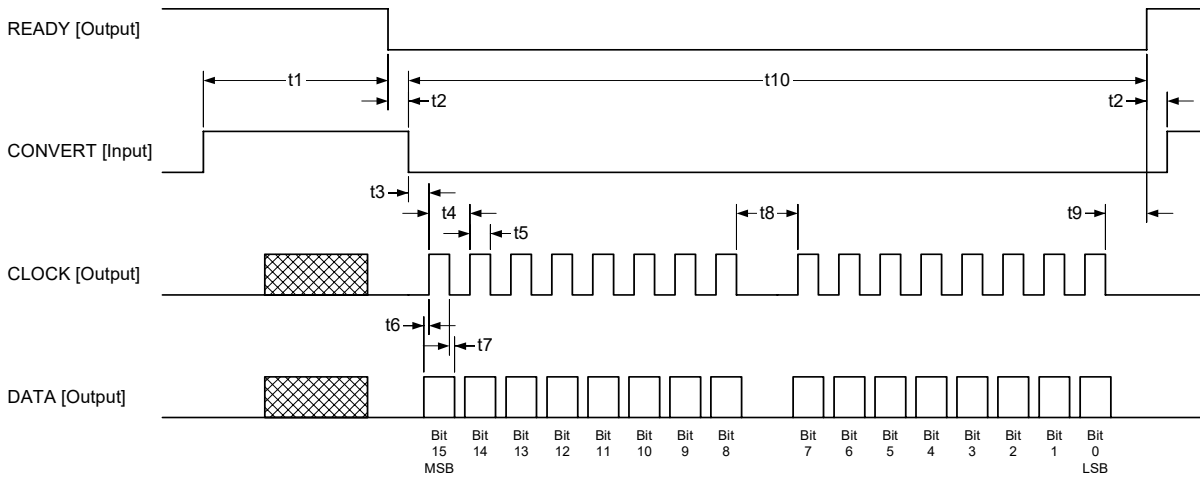 READY [Output]
t1
t10
t2
t2
CONVERT [Input]
t3
t4
t8
t9
t5
CLOCK [Output]
t6
t7
DATA [Output]
Bit Bit Bit Bit Bit Bit Bit Bit Bit Bit Bit Bit Bit Bit Bit Bit
15 14 13 12 11 10 9 8 7 6 5 4 3 2 1 0
MSB LSB